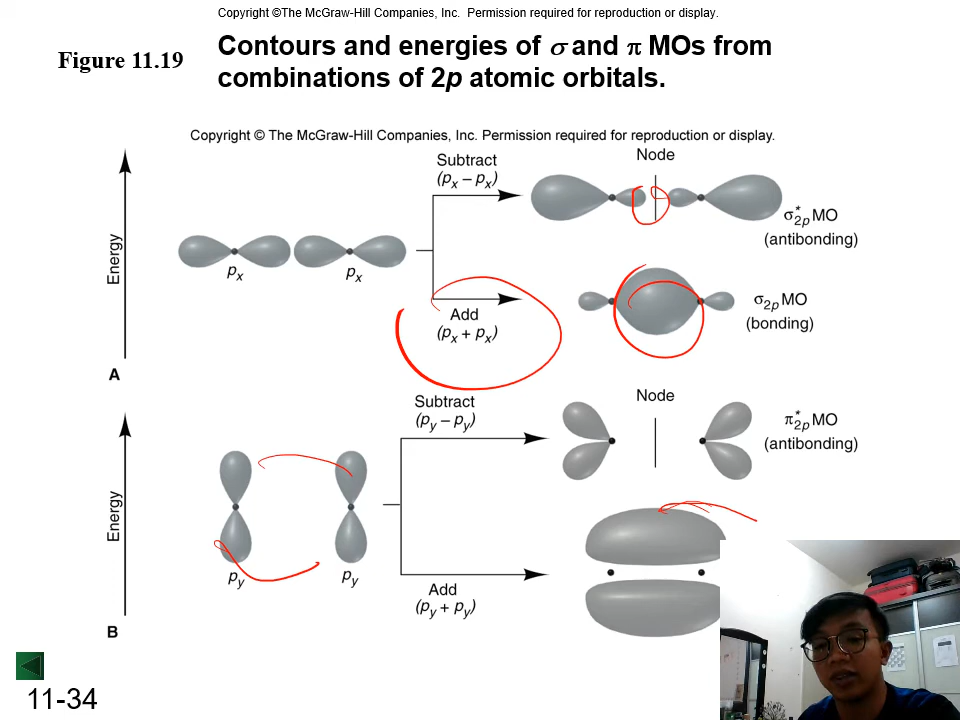 Copyright ©The McGraw-Hill Companies, Inc. Permission required for reproduction or display.
Figure 11.19
Contours and energies of σ and π MOs from
combinations of 2p atomic orbitals.
Copyright © The McGraw-Hill Companies, Inc. Permission required for reproduction or display.
Energy
px
px
Subtract
(px – px)
Node
σ*2p MO
(antibonding)
Add
(px + px)
σ2p MO
(bonding)
A
Energy
py
py
Subtract
(py – py)
Node
π*2p MO
(antibonding)
Add
(py + py)
B
11-34